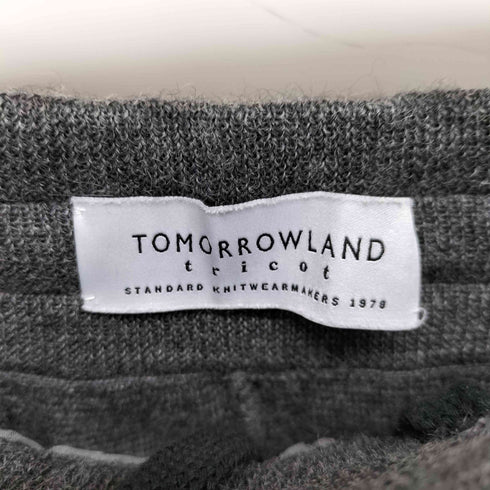 TOMORROWLAND
tricot
STANDARD KNITWEARMAKERS 1978